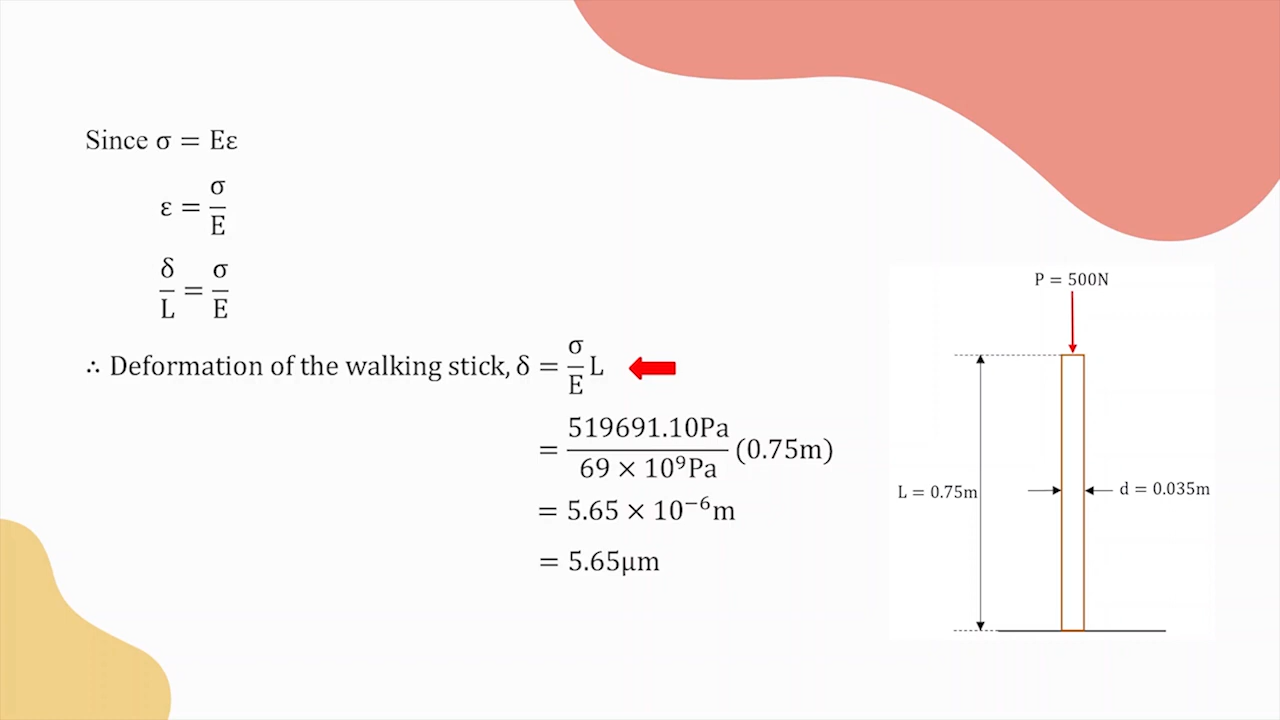 Since σ = Eε
ε = σ/E
δ/L = σ/E
∴ Deformation of the walking stick, δ = σ/E L
= 519691.10Pa / 69 × 10⁹Pa (0.75m)
= 5.65 × 10⁻⁶m
= 5.65μm
P = 500N
L = 0.75m
d = 0.035m